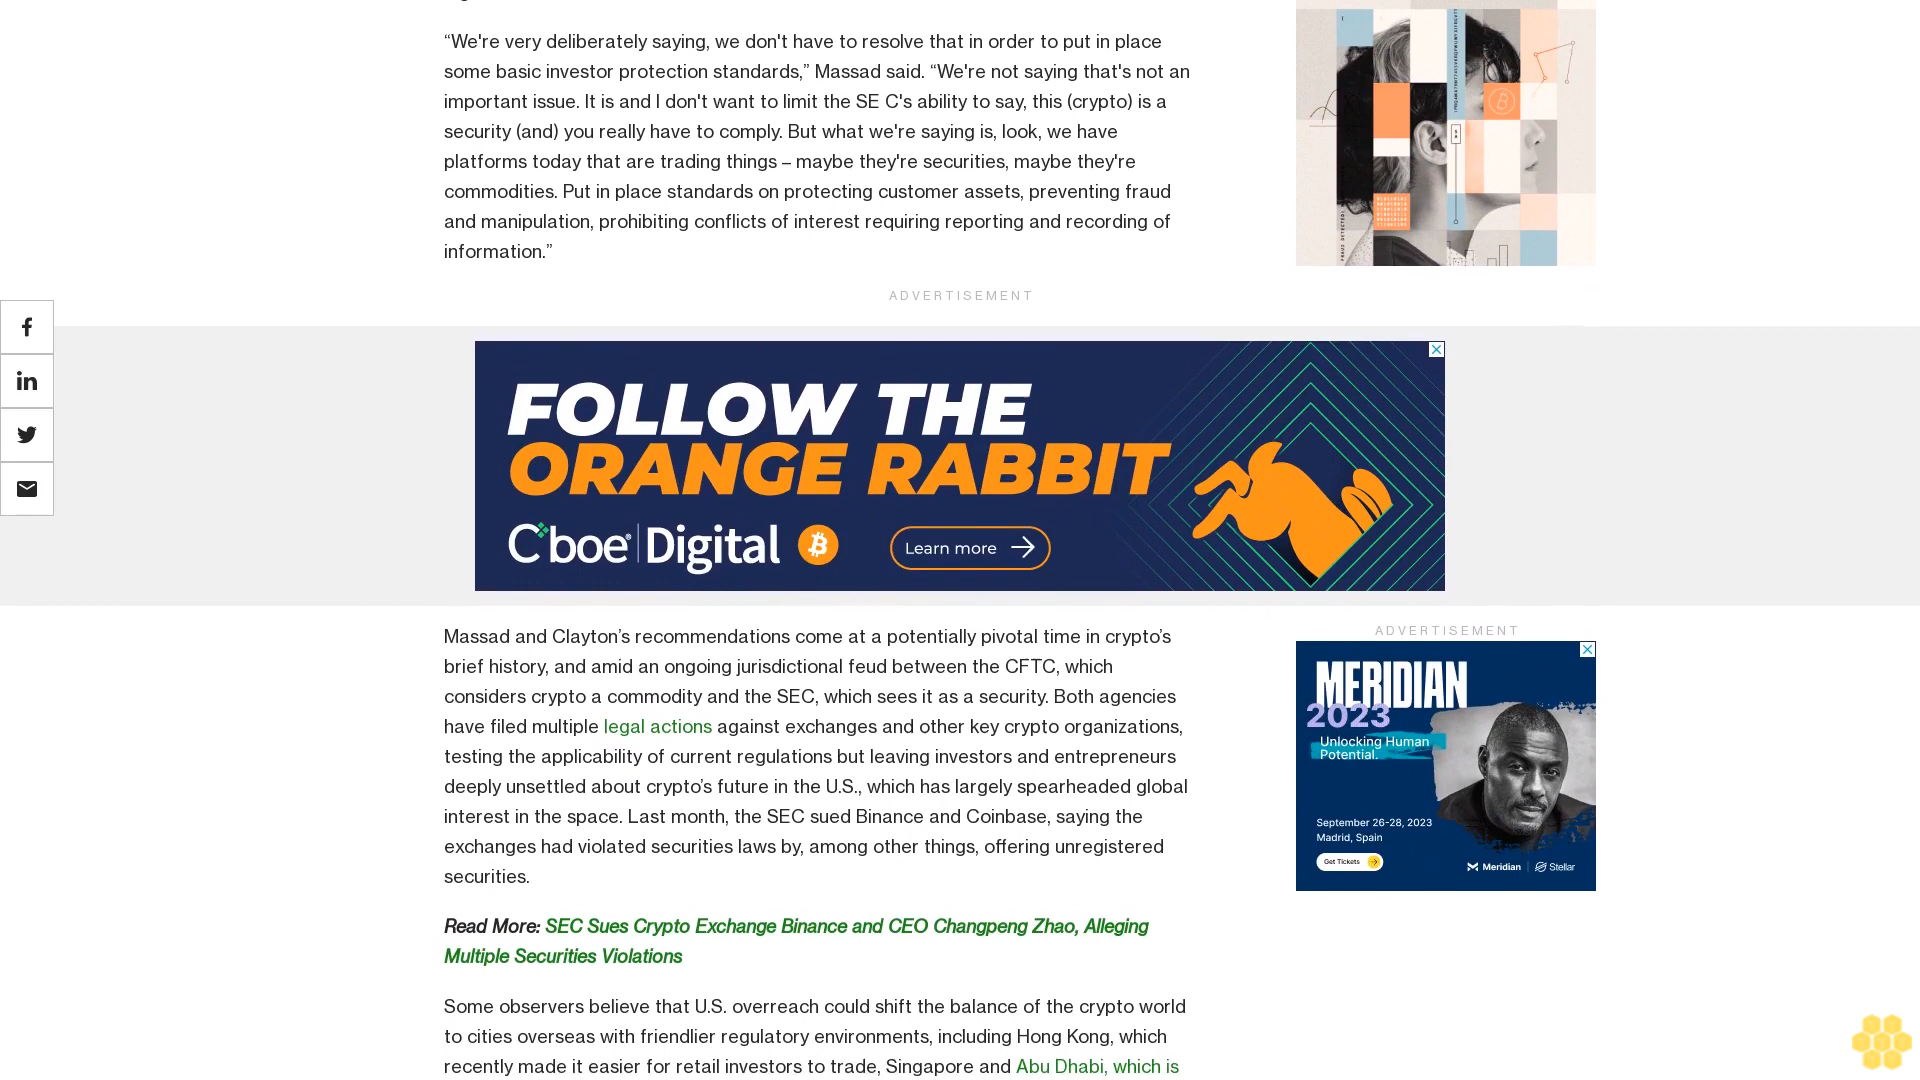 “We're very deliberately saying, we don't have to resolve that in order to put in place
some basic investor protection standards,” Massad said. “We're not saying that's not an
important issue. It is and I don't want to limit the SE C's ability to say, this (crypto) is a
security (and) you really have to comply. But what we're saying is, look, we have
platforms today that are trading things – maybe they're securities, maybe they're
commodities. Put in place standards on protecting customer assets, preventing fraud
and manipulation, prohibiting conflicts of interest requiring reporting and recording of
information.”
ADVERTISEMENT
FOLLOW THE
ORANGE RABBIT
Cboe® Digital
Learn more
Massad and Clayton’s recommendations come at a potentially pivotal time in crypto’s
brief history, and amid an ongoing jurisdictional feud between the CFTC, which
considers crypto a commodity and the SEC, which sees it as a security. Both agencies
have filed multiple legal actions against exchanges and other key crypto organizations,
testing the applicability of current regulations but leaving investors and entrepreneurs
deeply unsettled about crypto’s future in the U.S., which has largely spearheaded global
interest in the space. Last month, the SEC sued Binance and Coinbase, saying the
exchanges had violated securities laws by, among other things, offering unregistered
securities.
Read More: SEC Sues Crypto Exchange Binance and CEO Changpeng Zhao, Alleging
Multiple Securities Violations
Some observers believe that U.S. overreach could shift the balance of the crypto world
to cities overseas with friendlier regulatory environments, including Hong Kong, which
recently made it easier for retail investors to trade, Singapore and Abu Dhabi, which is
ADVERTISEMENT
MERIDIAN
2023
Unlocking Human
Potential.
September 26-28, 2023
Madrid, Spain
Get Tickets
Meridian | Stellar